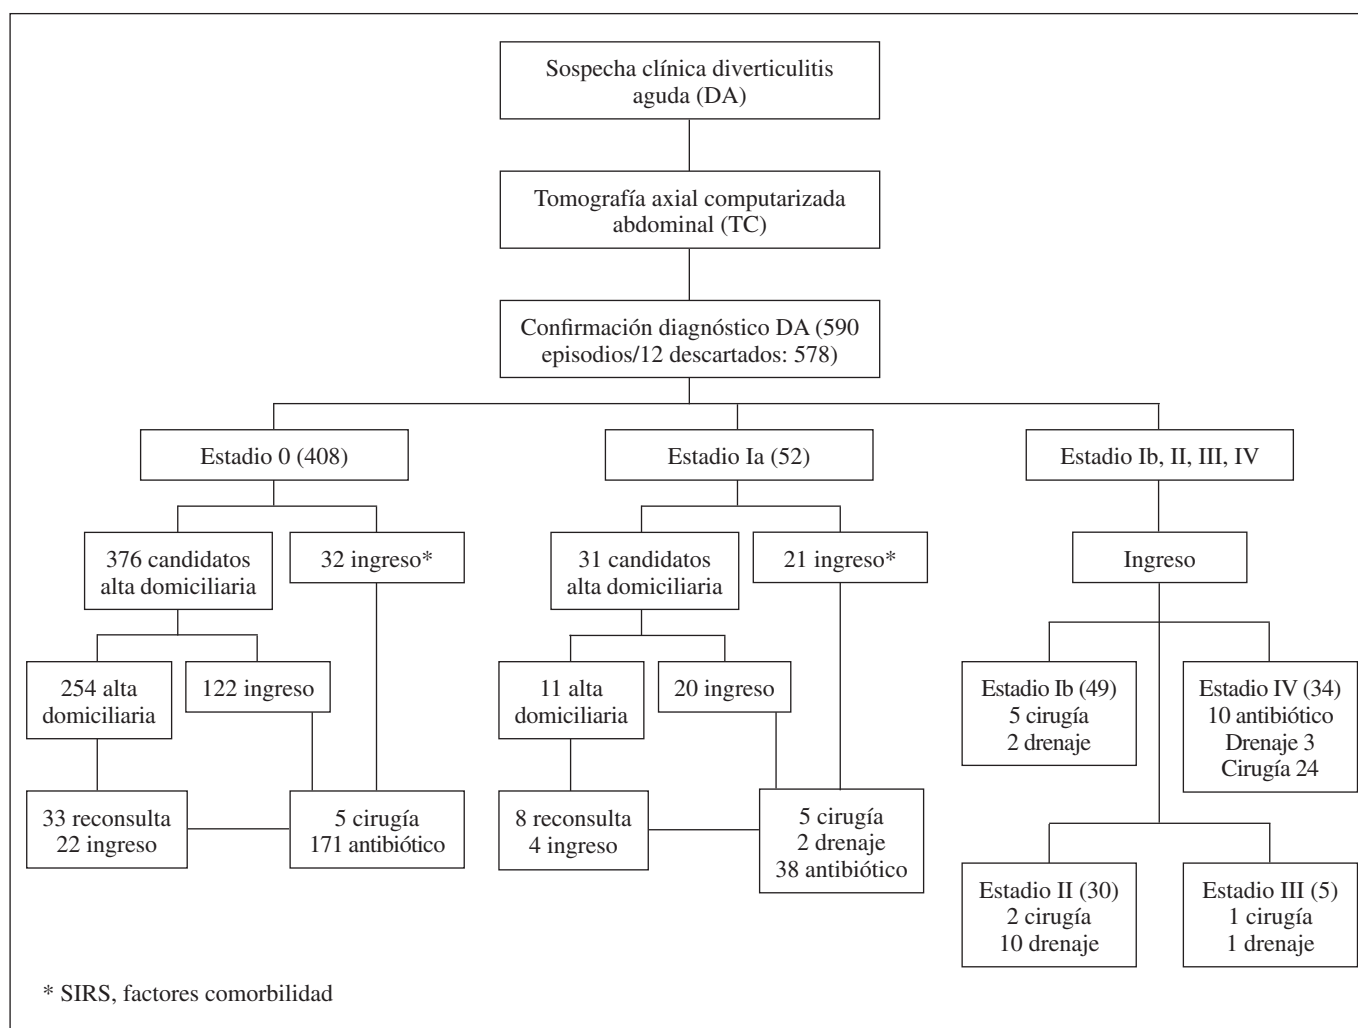 Sospecha clínica diverticulitis
aguda (DA)
Tomografía axial computarizada
abdominal (TC)
Confirmación diagnóstico DA (590
episodios/12 descartados: 578)
Estadio 0 (408)
Estadio Ia (52)
Estadio Ib, II, III, IV
376 candidatos
alta domiciliaria
32 ingreso*
31 candidatos
alta domiciliaria
21 ingreso*
Ingreso
254 alta
domiciliaria
122 ingreso
11 alta
domiciliaria
20 ingreso
Estadio Ib (49)
5 cirugía
2 drenaje
Estadio IV (34)
10 antibiótico
Drenaje 3
Cirugía 24
33 reconsulta
22 ingreso
5 cirugía
171 antibiótico
8 reconsulta
4 ingreso
5 cirugía
2 drenaje
38 antibiótico
Estadio II (30)
2 cirugía
10 drenaje
Estadio III (5)
1 cirugía
1 drenaje
* SIRS, factores comorbilidad